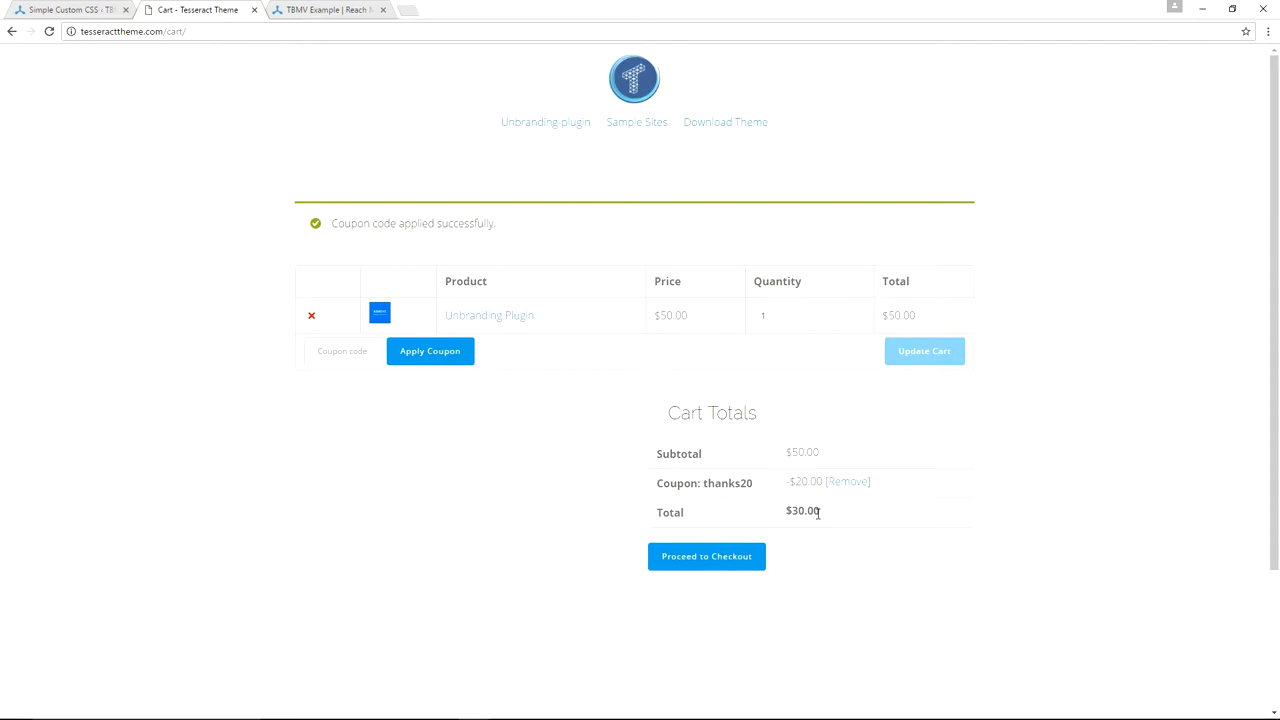 Simple Custom CSS ‹ TBM
Cart - Tesseract Theme
TBMV Example | Reach M
tesseracttheme.com/cart/
Unbranding-plugin Sample Sites Download Theme
Coupon code applied successfully.
Product Price Quantity Total
Unbranding Plugin $50.00 1 $50.00
Coupon code Apply Coupon Update Cart
Cart Totals
Subtotal $50.00
Coupon: thanks20 -$20.00 [Remove]
Total $30.00
Proceed to Checkout